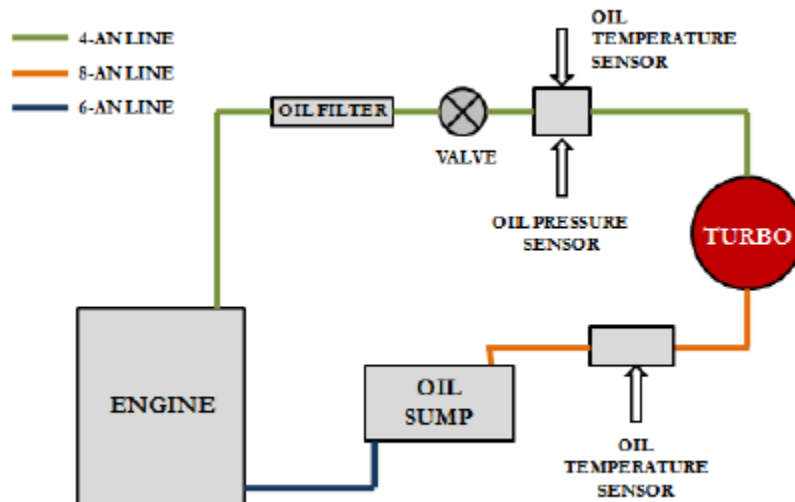 4-AN LINE
8-AN LINE
6-AN LINE
OIL
TEMPERATURE
SENSOR
OIL FILTER
VALVE
OIL PRESSURE
SENSOR
TURBO
ENGINE
OIL
SUMP
OIL
TEMPERATURE
SENSOR